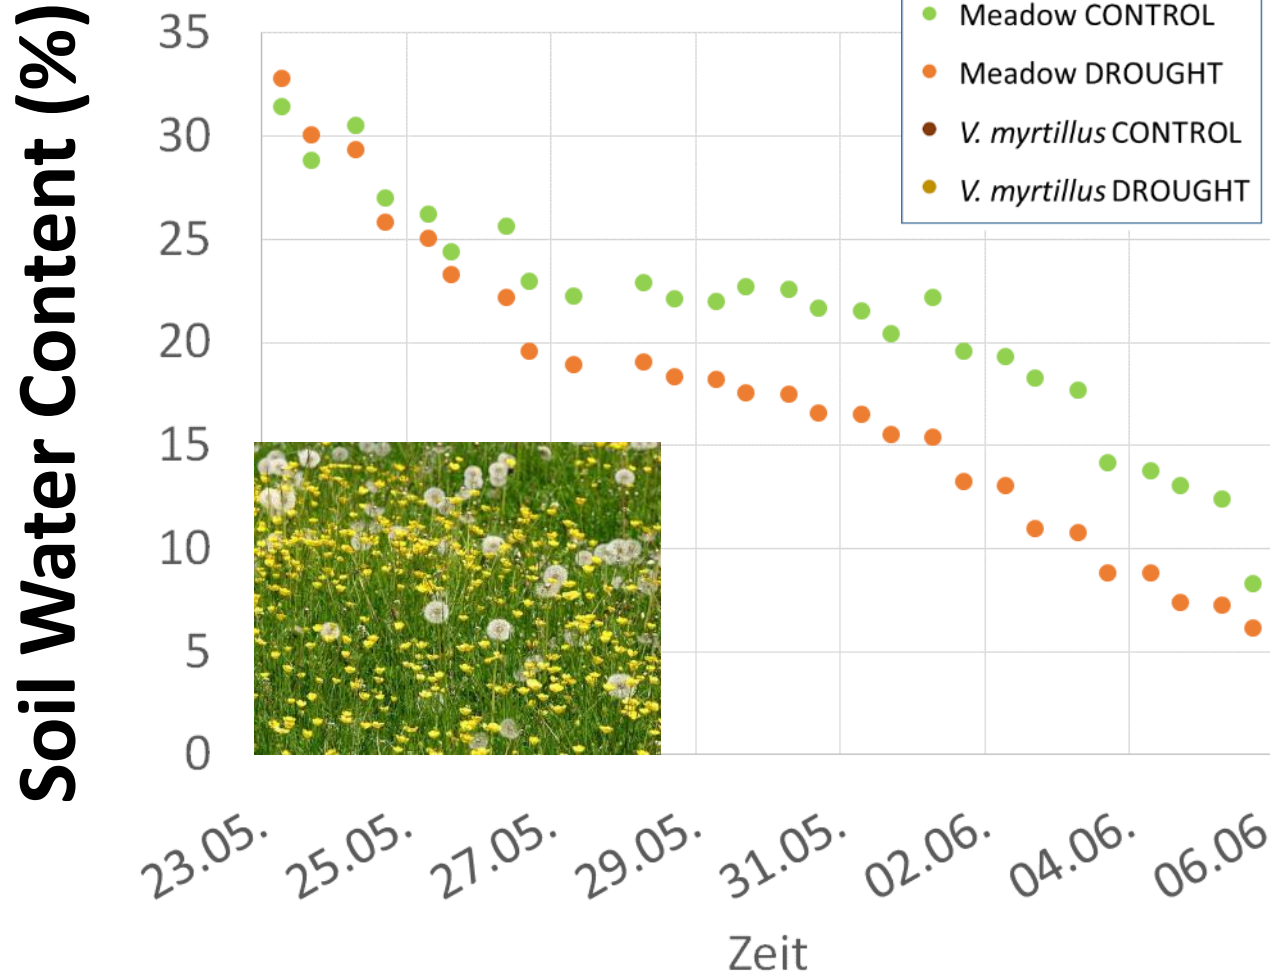 Soil Water Content (%)
35
30
25
20
15
10
5
0
Meadow CONTROL
Meadow DROUGHT
V. myrtillus CONTROL
V. myrtillus DROUGHT
23.05.
25.05.
27.05.
29.05.
31.05.
02.06.
04.06.
06.06
Zeit